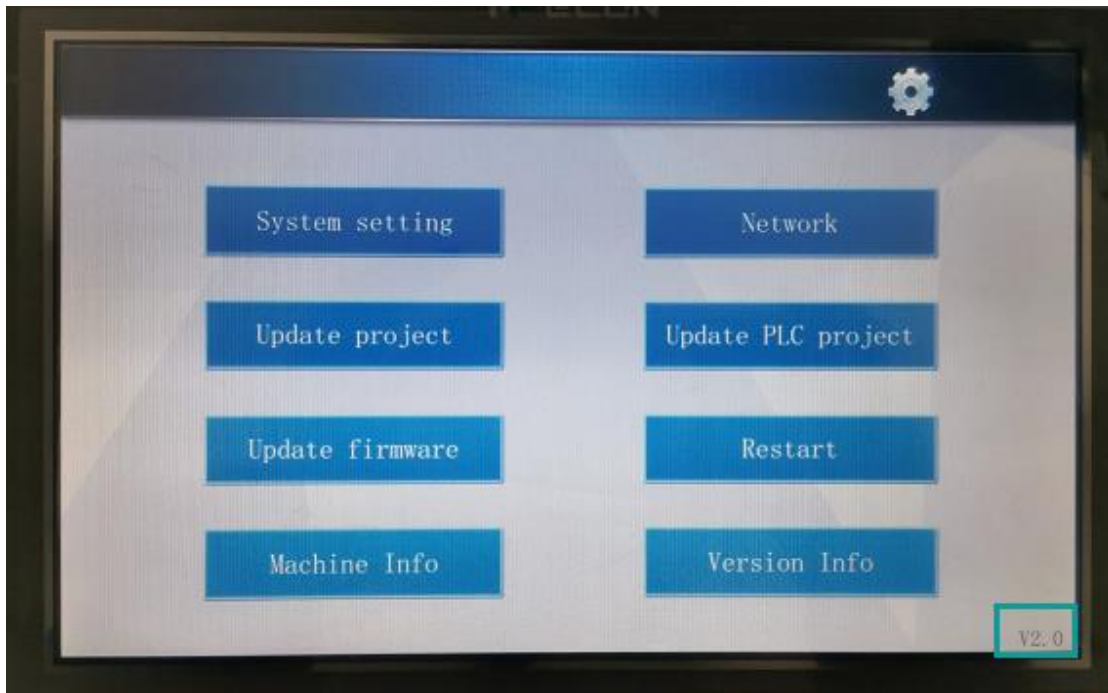 System setting
Network
Update project
Update PLC project
Update firmware
Restart
Machine Info
Version Info
V2.0